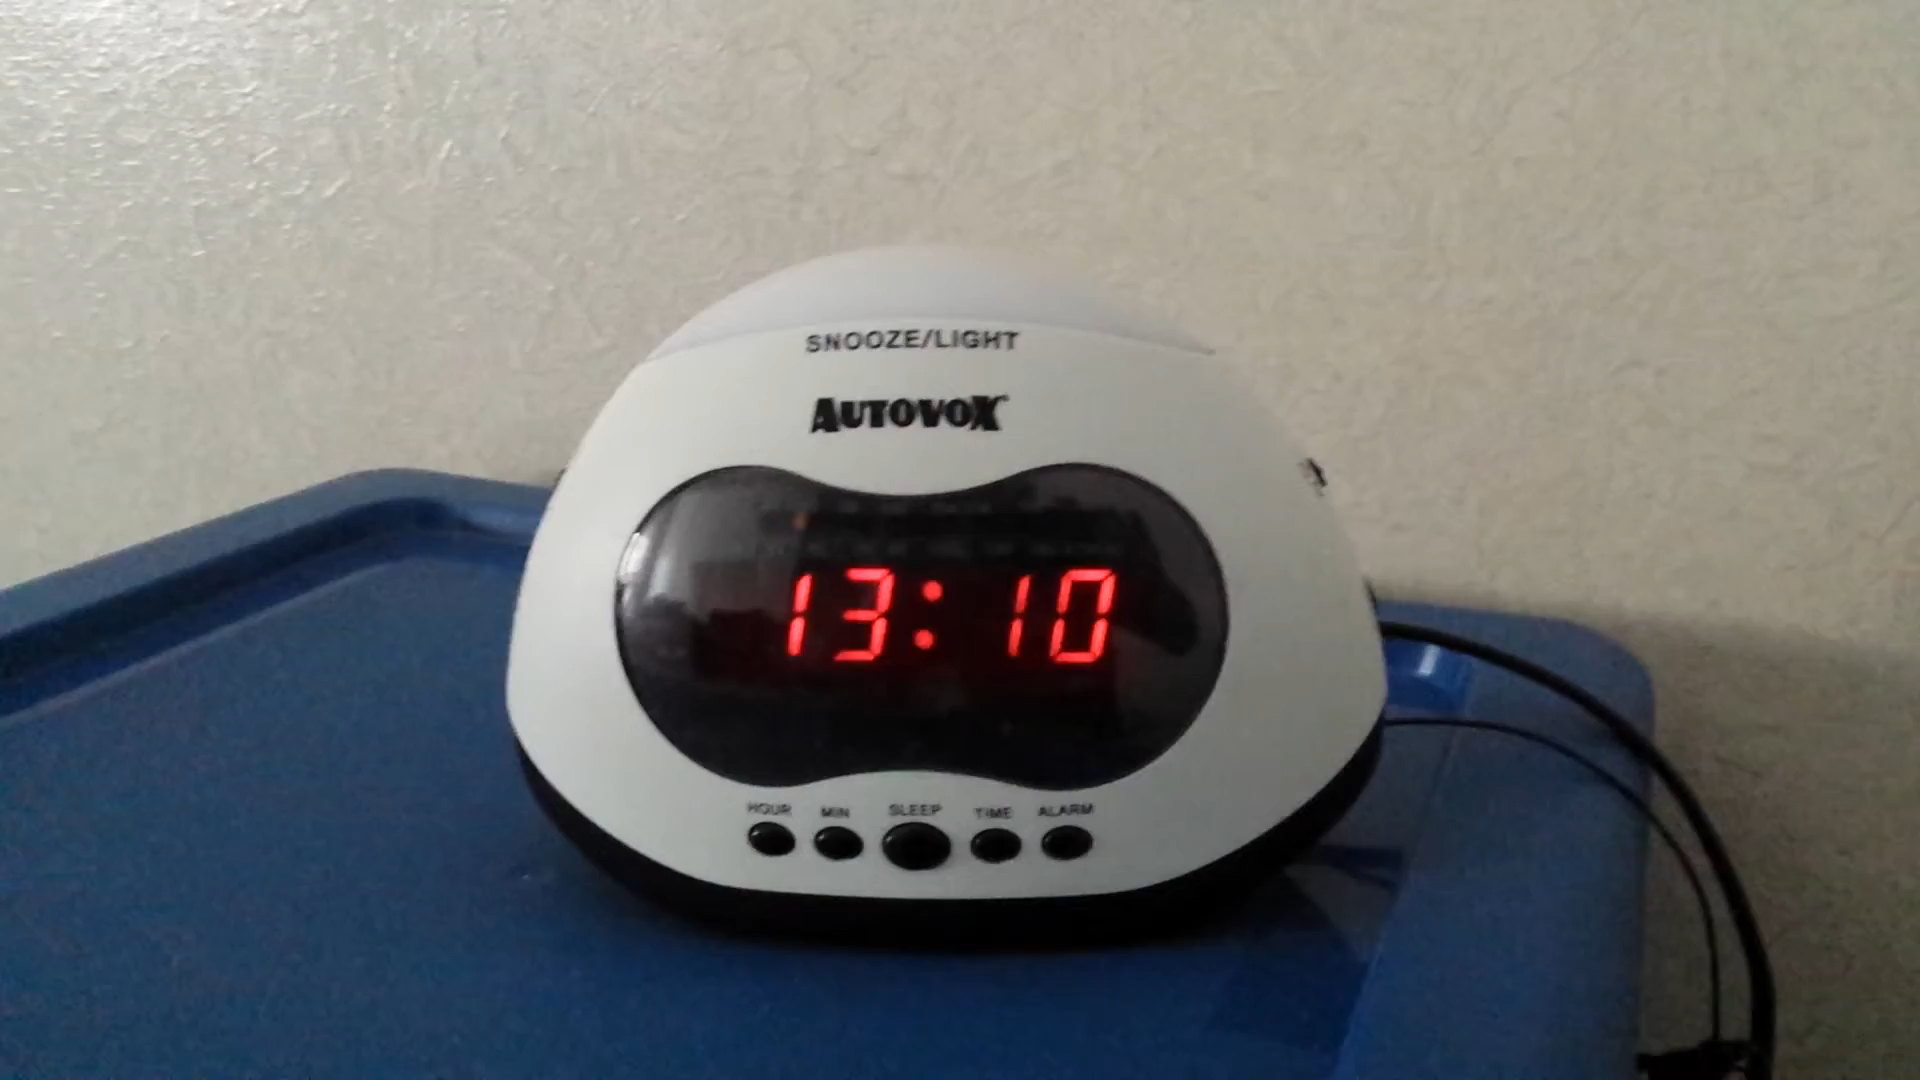 SNOOZE/LIGHT
AUTOVOX
13:10
HOUR MIN SLEEP TIME ALARM